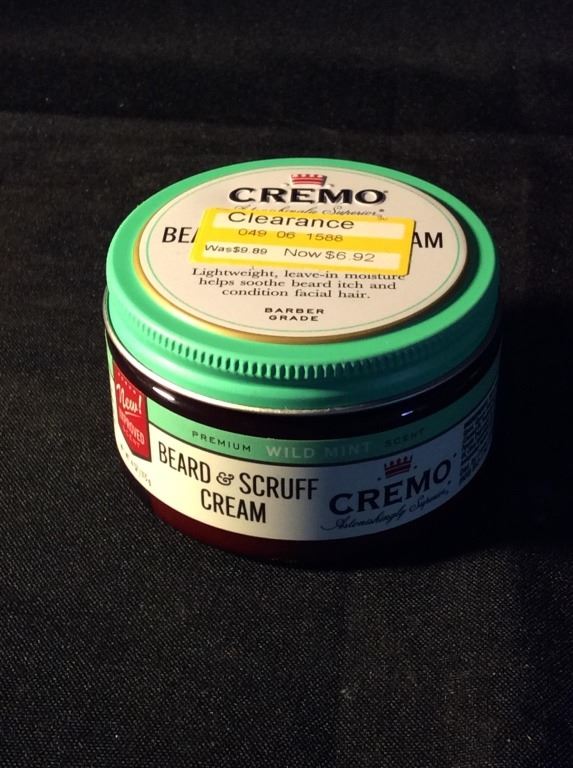 CREMO
Astonishingly Superior
Clearance
BEA
AM
049 06 1588
Was $9.89 Now $6.92
Lightweight, leave-in moisture
helps soothe beard itch and
condition facial hair.
BARBER
GRADE
New!
IMPROVED
PREMIUM WILD MINT SCENT
BEARD & SCRUFF
CREAM
CREMO
Astonishingly Superior